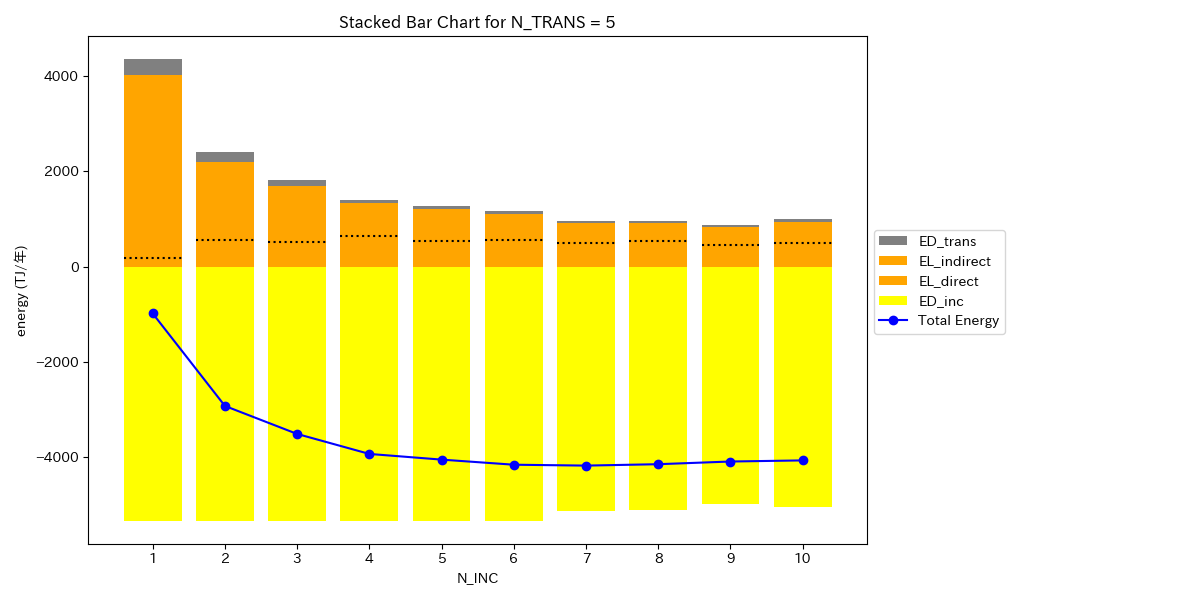 Stacked Bar Chart for N_TRANS = 5
energy (TJ/年)
4000
2000
0
−2000
−4000
1 2 3 4 5 6 7 8 9 10
N_INC
ED_trans
EL_indirect
EL_direct
ED_inc
Total Energy